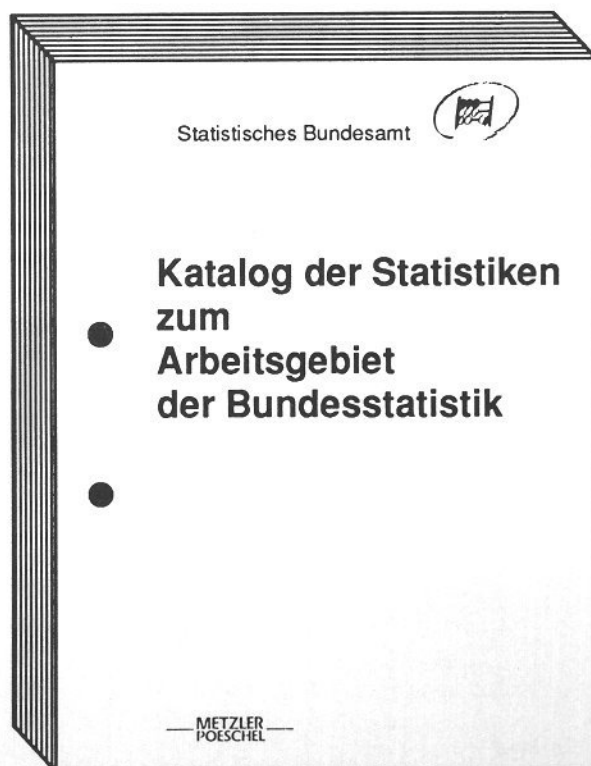 Statistisches Bundesamt
Katalog der Statistiken
zum
Arbeitsgebiet
der Bundesstatistik
METZLER
POESCHEL